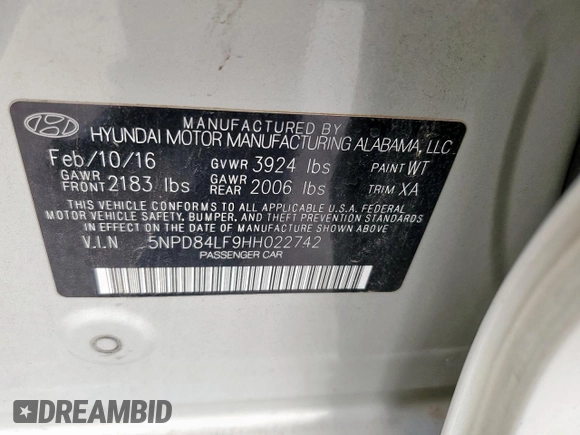 MANUFACTURED BY
HYUNDAI MOTOR MANUFACTURING ALABAMA, LLC
Feb/10/16 GVWR 3924 lbs PAINT WT
GAWR FRONT 2183 lbs GAWR REAR 2006 lbs TRIM XA
THIS VEHICLE CONFORMS TO ALL APPLICABLE U.S.A. FEDERAL
MOTOR VEHICLE SAFETY, BUMPER, AND THEFT PREVENTION STANDARDS
IN EFFECT ON THE DATE OF MANUFACTURE SHOWN ABOVE
V.I.N 5NPD84LF9HH022742
PASSENGER CAR
DREAMBID